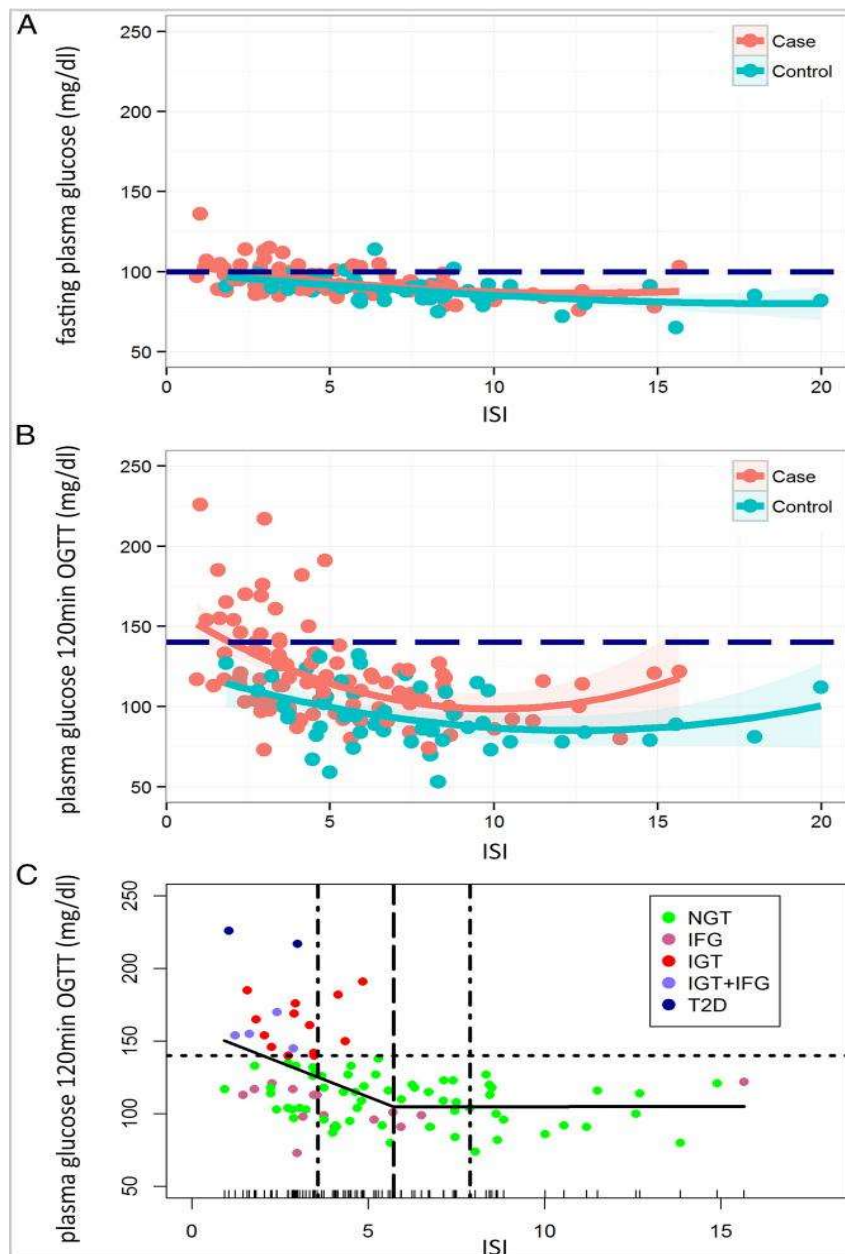 A
fasting plasma glucose (mg/dl)
250
200
150
100
50
Case
Control
0 5 10 15 20
ISI
B
plasma glucose 120min OGTT (mg/dl)
250
200
150
100
50
Case
Control
0 5 10 15 20
ISI
C
plasma glucose 120min OGTT (mg/dl)
250
200
150
100
50
NGT
IFG
IGT
IGT+IFG
T2D
0 5 10 15
ISI